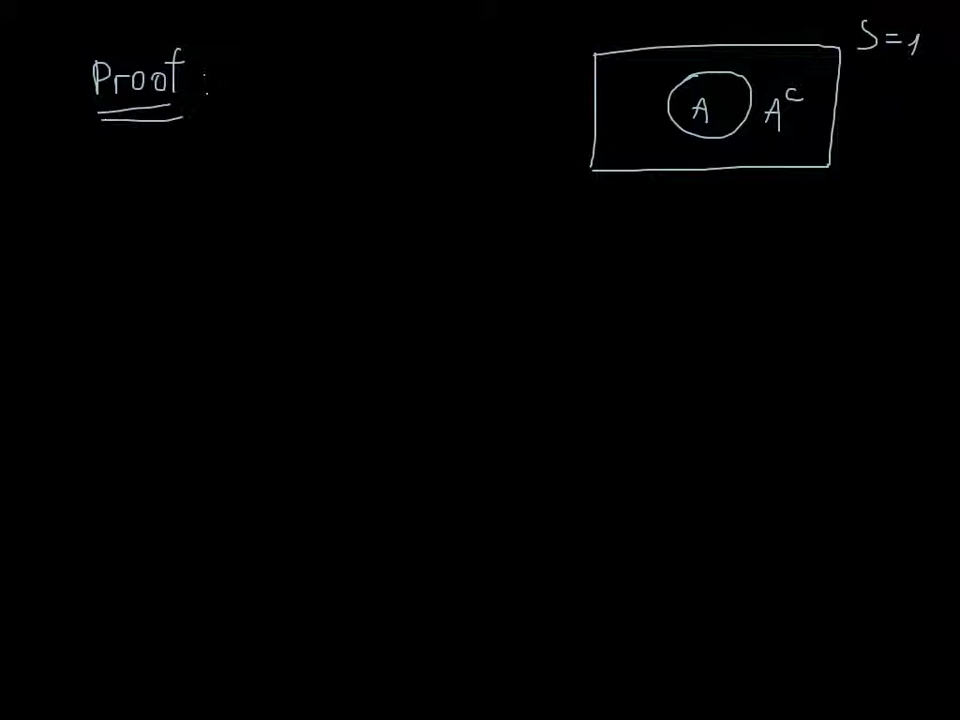 Proof :
S = 1
A A^c